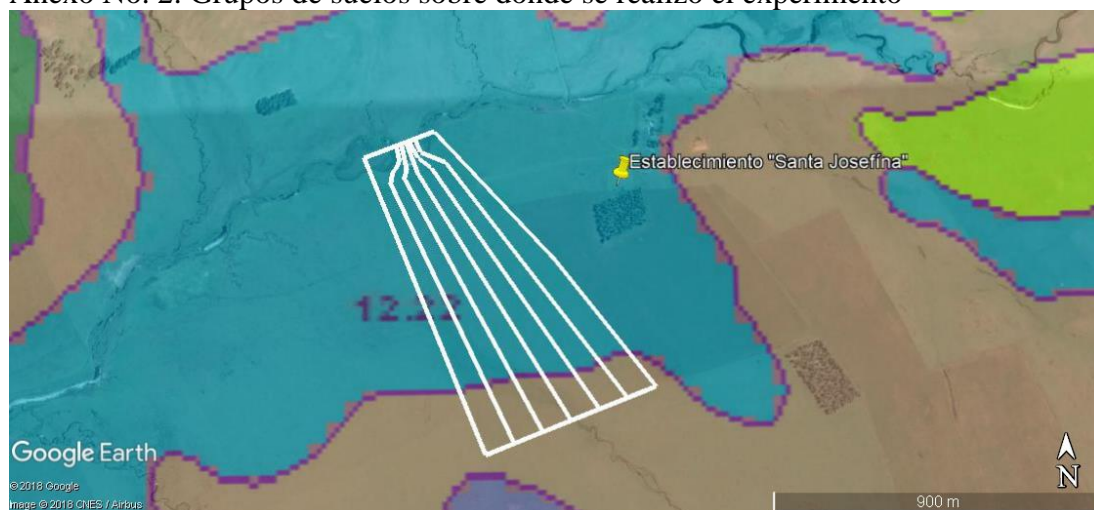 Anexo No. 2. Grupos de suelos sobre donde se realizó el experimento
Establecimiento "Santa Josefina"
12.22
Google Earth
© 2018 Google
Image © 2018 CNES / Airbus
N
900 m